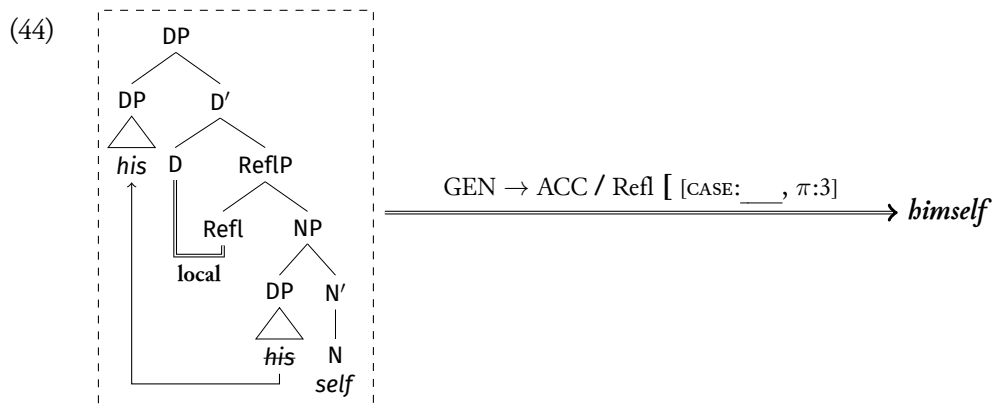 (44)
DP
DP D′
his D ReflP
GEN → ACC / Refl [ [CASE:___, π:3]
himself
Refl NP
local
DP N′
his N
self